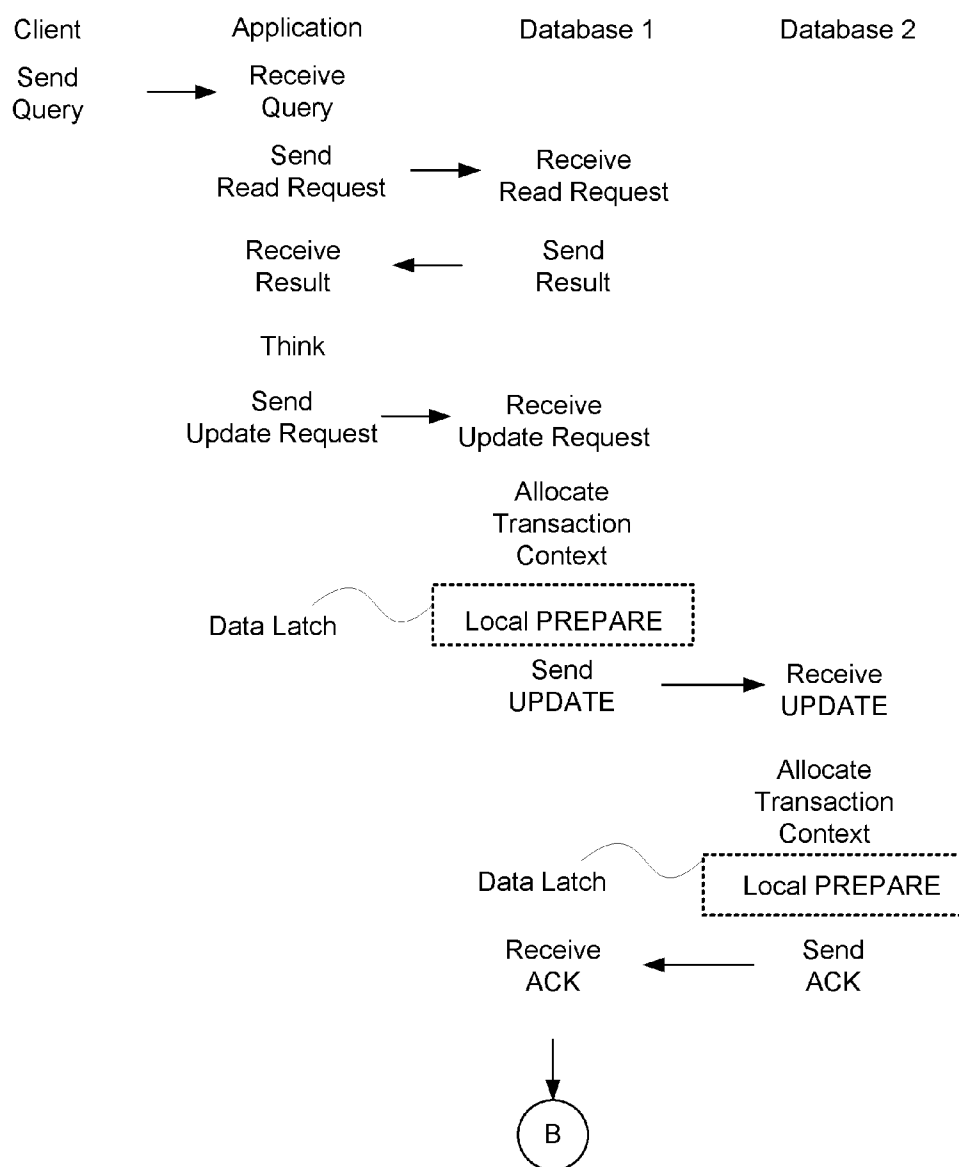 Client
Application
Database 1
Database 2
Send
Query
Receive
Query
Send
Read Request
Receive
Read Request
Receive
Result
Send
Result
Think
Send
Update Request
Receive
Update Request
Allocate
Transaction
Context
Data Latch
Local PREPARE
Send
UPDATE
Receive
UPDATE
Allocate
Transaction
Context
Data Latch
Local PREPARE
Receive
ACK
Send
ACK
B